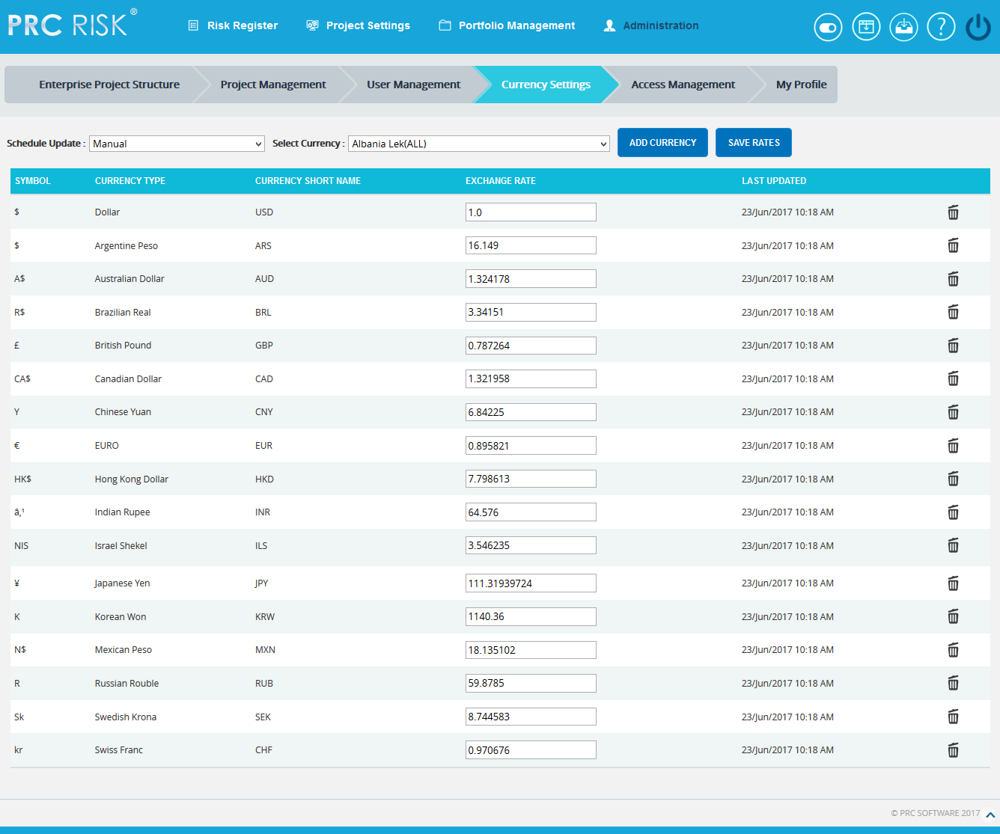 PRC RISK ®
Risk Register Project Settings Portfolio Management Administration ?
Enterprise Project Structure Project Management User Management Currency Settings Access Management My Profile
Schedule Update : Manual Select Currency : Albania Lek(ALL) ADD CURRENCY SAVE RATES
SYMBOL CURRENCY TYPE CURRENCY SHORT NAME EXCHANGE RATE LAST UPDATED
$ Dollar USD 1.0 23/Jun/2017 10:18 AM
$ Argentine Peso ARS 16.149 23/Jun/2017 10:18 AM
A$ Australian Dollar AUD 1.324178 23/Jun/2017 10:18 AM
R$ Brazilian Real BRL 3.34151 23/Jun/2017 10:18 AM
£ British Pound GBP 0.787264 23/Jun/2017 10:18 AM
CA$ Canadian Dollar CAD 1.321958 23/Jun/2017 10:18 AM
Y Chinese Yuan CNY 6.84225 23/Jun/2017 10:18 AM
€ EURO EUR 0.895821 23/Jun/2017 10:18 AM
HK$ Hong Kong Dollar HKD 7.798613 23/Jun/2017 10:18 AM
â‚¹ Indian Rupee INR 64.576 23/Jun/2017 10:18 AM
NIS Israel Shekel ILS 3.546235 23/Jun/2017 10:18 AM
¥ Japanese Yen JPY 111.31939724 23/Jun/2017 10:18 AM
K Korean Won KRW 1140.36 23/Jun/2017 10:18 AM
N$ Mexican Peso MXN 18.135102 23/Jun/2017 10:18 AM
R Russian Rouble RUB 59.8785 23/Jun/2017 10:18 AM
Sk Swedish Krona SEK 8.744583 23/Jun/2017 10:18 AM
kr Swiss Franc CHF 0.970676 23/Jun/2017 10:18 AM
© PRC SOFTWARE 2017